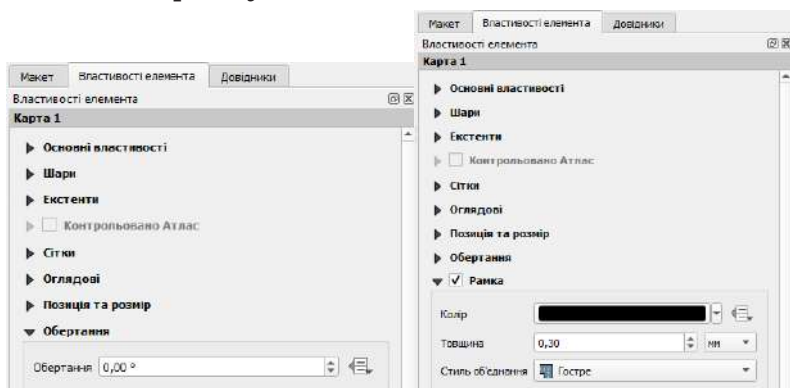 Макет Властивості елемента Довідники
Властивості елемента
Карта 1
Основні властивості
Шари
Екстенти
Контрольовано Атлас
Сітки
Оглядові
Позиція та розмір
Обертання
Обертання 0,00 °
Макет Властивості елемента Довідники
Властивості елемента
Карта 1
Основні властивості
Шари
Екстенти
Контрольовано Атлас
Сітки
Оглядові
Позиція та розмір
Обертання
Рамка
Колір
Товщина 0,30 мм
Стиль об'єднання Гостре